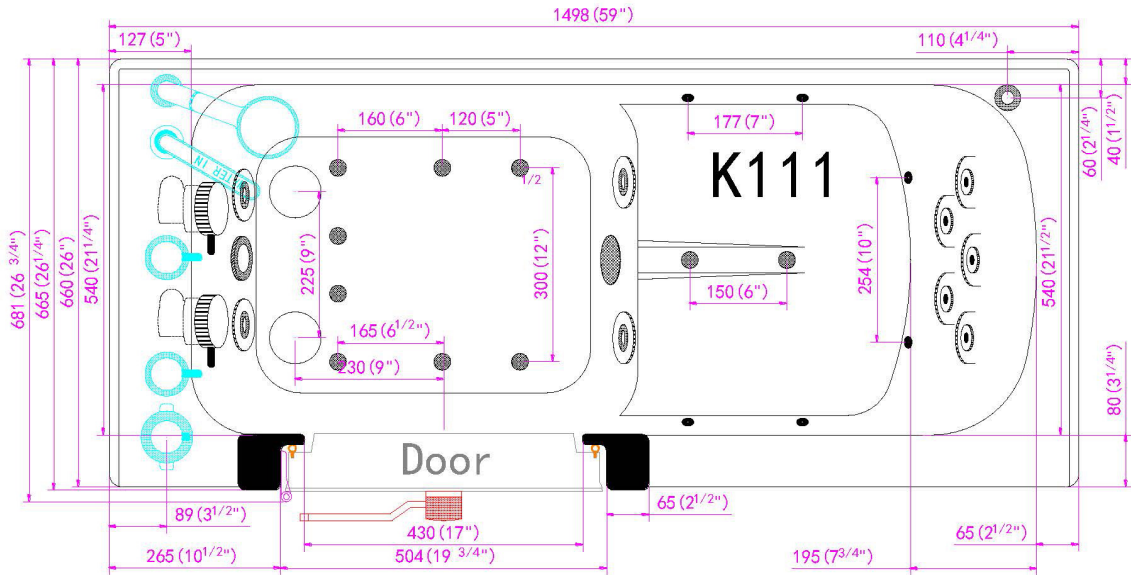 1498 (59")
127 (5")
110 (4 1/4")
160 (6")
120 (5")
177 (7")
60 (2 1/4")
40 (1 1/2")
K111
TER IN
1/2
681 (26 3/4")
665 (26 1/4")
660 (26")
540 (21 1/4")
225 (9")
300 (12")
254 (10")
540 (21 1/2")
150 (6")
165 (6 1/2")
230 (9")
80 (3 1/4")
Door
89 (3 1/2")
65 (2 1/2")
430 (17")
65 (2 1/2")
265 (10 1/2")
504 (19 3/4")
195 (7 3/4")